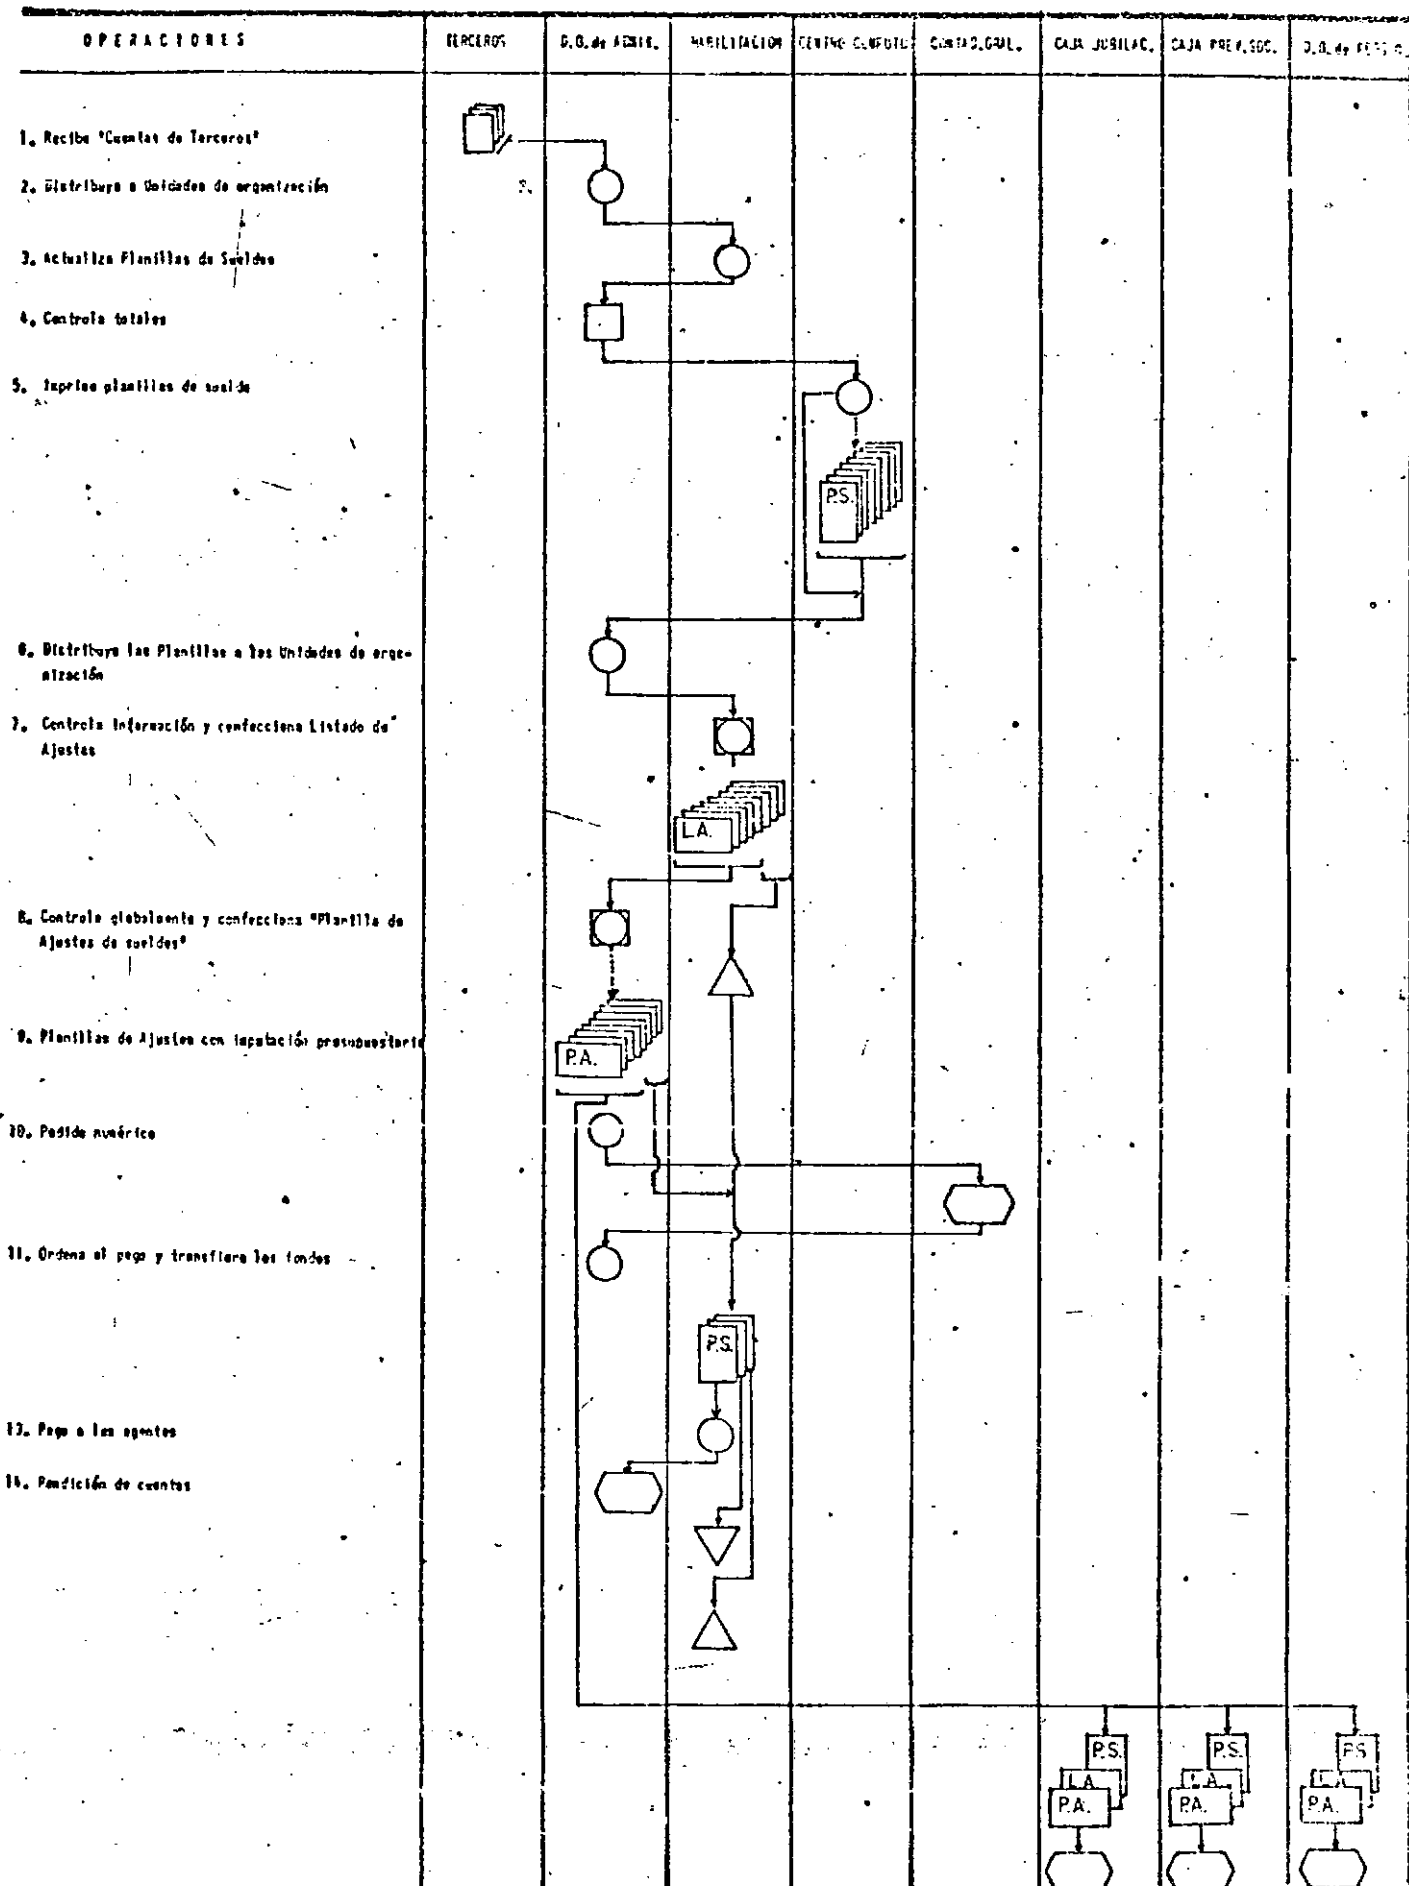 OPERACIONES
TERCEROS
D.G.de ADMIN.
HABILITACION
CENTRO COMPUTO
CONTAD.GRAL.
CAJA JUBILAC.
CAJA PREV.SOC.
D.G. de
1. Recibe "Cuentas de Terceros"
2. Distribuye a Unidades de organización
3. Actualiza Planillas de Sueldos
4. Controla totales
5. Imprime planillas de sueldo
P.S.
6. Distribuye las Planillas a las Unidades de orga-
nización
7. Controla Información y confecciona Listado de
Ajustes
L.A.
8. Controla globalmente y confecciona "Planilla de
Ajustes de sueldos"
9. Planillas de Ajustes con imputación presupuestaria
P.A.
10. Pedido numérico
11. Ordena el pago y transfiere los fondos
P.S.
13. Pago a los agentes
14. Rendición de cuentas
P.S.
P.S.
P.S
L.A
L.A
L.A
P.A.
P.A.
P.A.